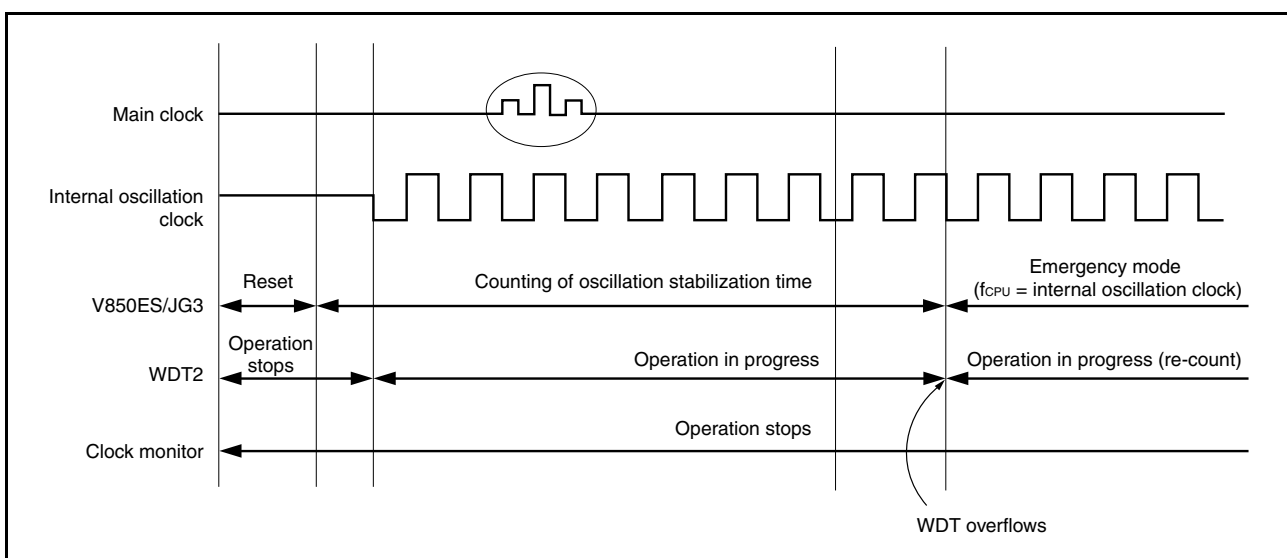 Main clock
Internal oscillation
clock
Reset
Counting of oscillation stabilization time
Emergency mode
(fCPU = internal oscillation clock)
V850ES/JG3
Operation
stops
Operation in progress
Operation in progress (re-count)
WDT2
Operation stops
Clock monitor
WDT overflows